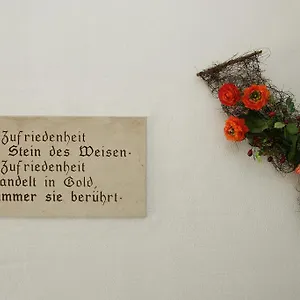 Zufriedenheit
Stein des Weisen.
Zufriedenheit
andelt in Gold,
mmer sie berührt.